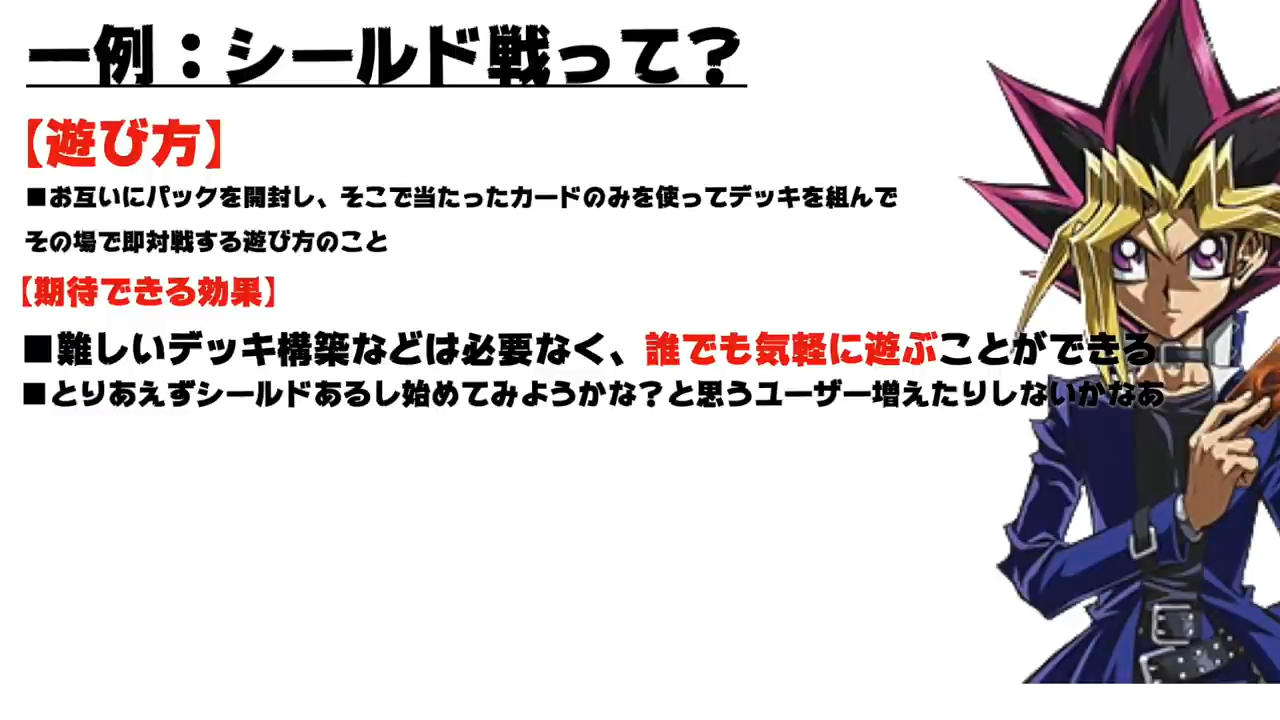 一例：シールド戦って？
【遊び方】
■お互いにパックを開封し、そこで当たったカードのみを使ってデッキを組んで
その場で即対戦する遊び方のこと
【期待できる効果】
■難しいデッキ構築などは必要なく、誰でも気軽に遊ぶことができる
■とりあえずシールドあるし始めてみようかな？と思うユーザー増えたりしないかなあ